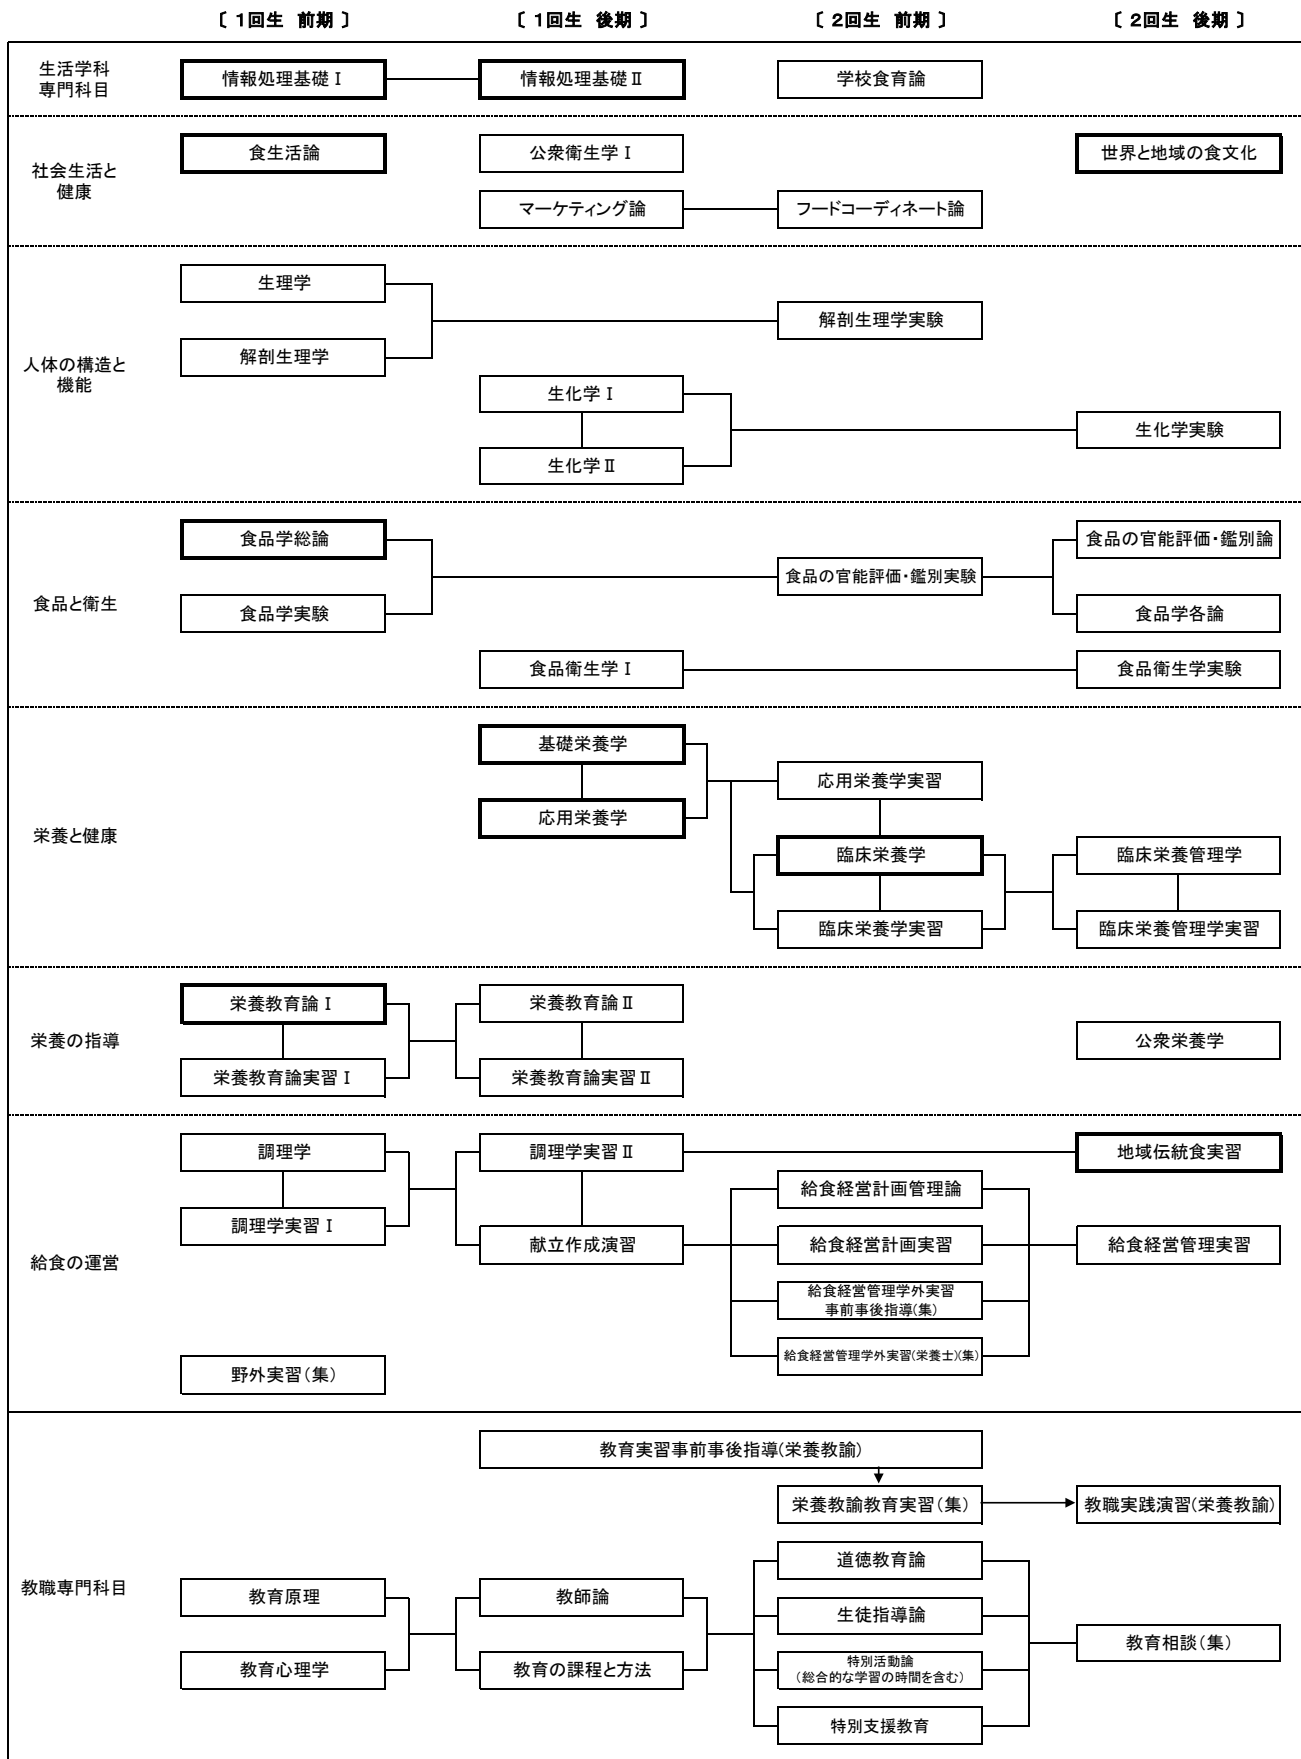 〔 1回生 前期 〕
〔 1回生 後期 〕
〔 2回生 前期 〕
〔 2回生 後期 〕
生活学科
専門科目
情報処理基礎Ⅰ
情報処理基礎Ⅱ
学校食育論
社会生活と
健康
食生活論
公衆衛生学Ⅰ
世界と地域の食文化
マーケティング論
フードコーディネート論
人体の構造と
機能
生理学
解剖生理学実験
解剖生理学
生化学Ⅰ
生化学実験
生化学Ⅱ
食品と衛生
食品学総論
食品の官能評価・鑑別論
食品の官能評価・鑑別実験
食品学実験
食品学各論
食品衛生学Ⅰ
食品衛生学実験
栄養と健康
基礎栄養学
応用栄養学実習
応用栄養学
臨床栄養学
臨床栄養管理学
臨床栄養学実習
臨床栄養管理学実習
栄養の指導
栄養教育論Ⅰ
栄養教育論Ⅱ
公衆栄養学
栄養教育論実習Ⅰ
栄養教育論実習Ⅱ
給食の運営
調理学
調理学実習Ⅱ
地域伝統食実習
給食経営計画管理論
調理学実習Ⅰ
献立作成演習
給食経営計画実習
給食経営管理実習
給食経営管理学外実習
事前事後指導(集)
給食経営管理学外実習(栄養士)(集)
野外実習(集)
教職専門科目
教育実習事前事後指導(栄養教諭)
栄養教諭教育実習(集)
教職実践演習(栄養教諭)
道徳教育論
教育原理
教師論
生徒指導論
教育相談(集)
教育心理学
教育の課程と方法
特別活動論
(総合的な学習の時間を含む)
特別支援教育